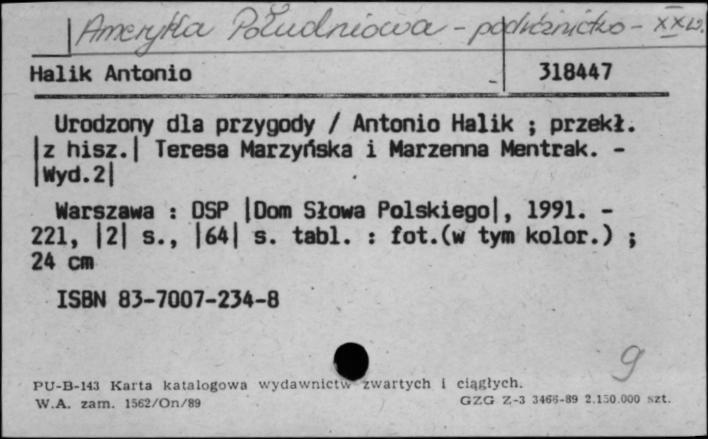 Ameryka Południowa - podróżnictwo - XX w.
Halik Antonio - 318447
Urodzony dla przygody / Antonio Halik ; przekł.
|z hisz.| Teresa Marzyńska i Marzenna Mentrak. -
|Wyd.2|
Warszawa : DSP |Dom Słowa Polskiego|, 1991. -
221, |2| s., |64| s. tabl. : fot.(w tym kolor.) ;
24 cm
ISBN 83-7007-234-8
9
PU-B-143 Karta katalogowa wydawnictw zwartych i ciągłych.
W.A. zam. 1562/On/89 GZG Z-3 3466-89 2.150.000 szt.